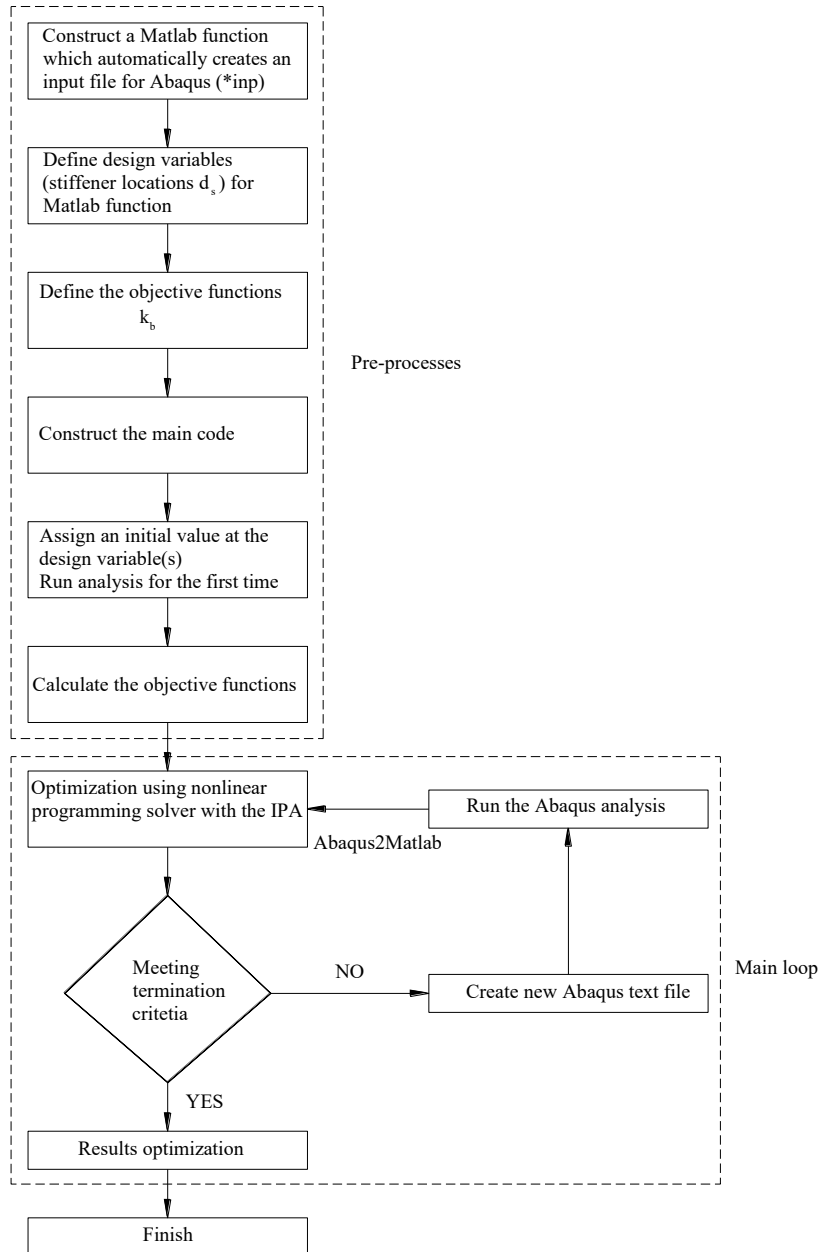 Construct a Matlab function
which automatically creates an
input file for Abaqus (*inp)
Define design variables
(stiffener locations d_s) for
Matlab function
Define the objective functions
k_b
Pre-processes
Construct the main code
Assign an initial value at the
design variable(s)
Run analysis for the first time
Calculate the objective functions
Optimization using nonlinear
programming solver with the IPA
Run the Abaqus analysis
Abaqus2Matlab
Meeting
termination
critetia
NO
Create new Abaqus text file
Main loop
YES
Results optimization
Finish